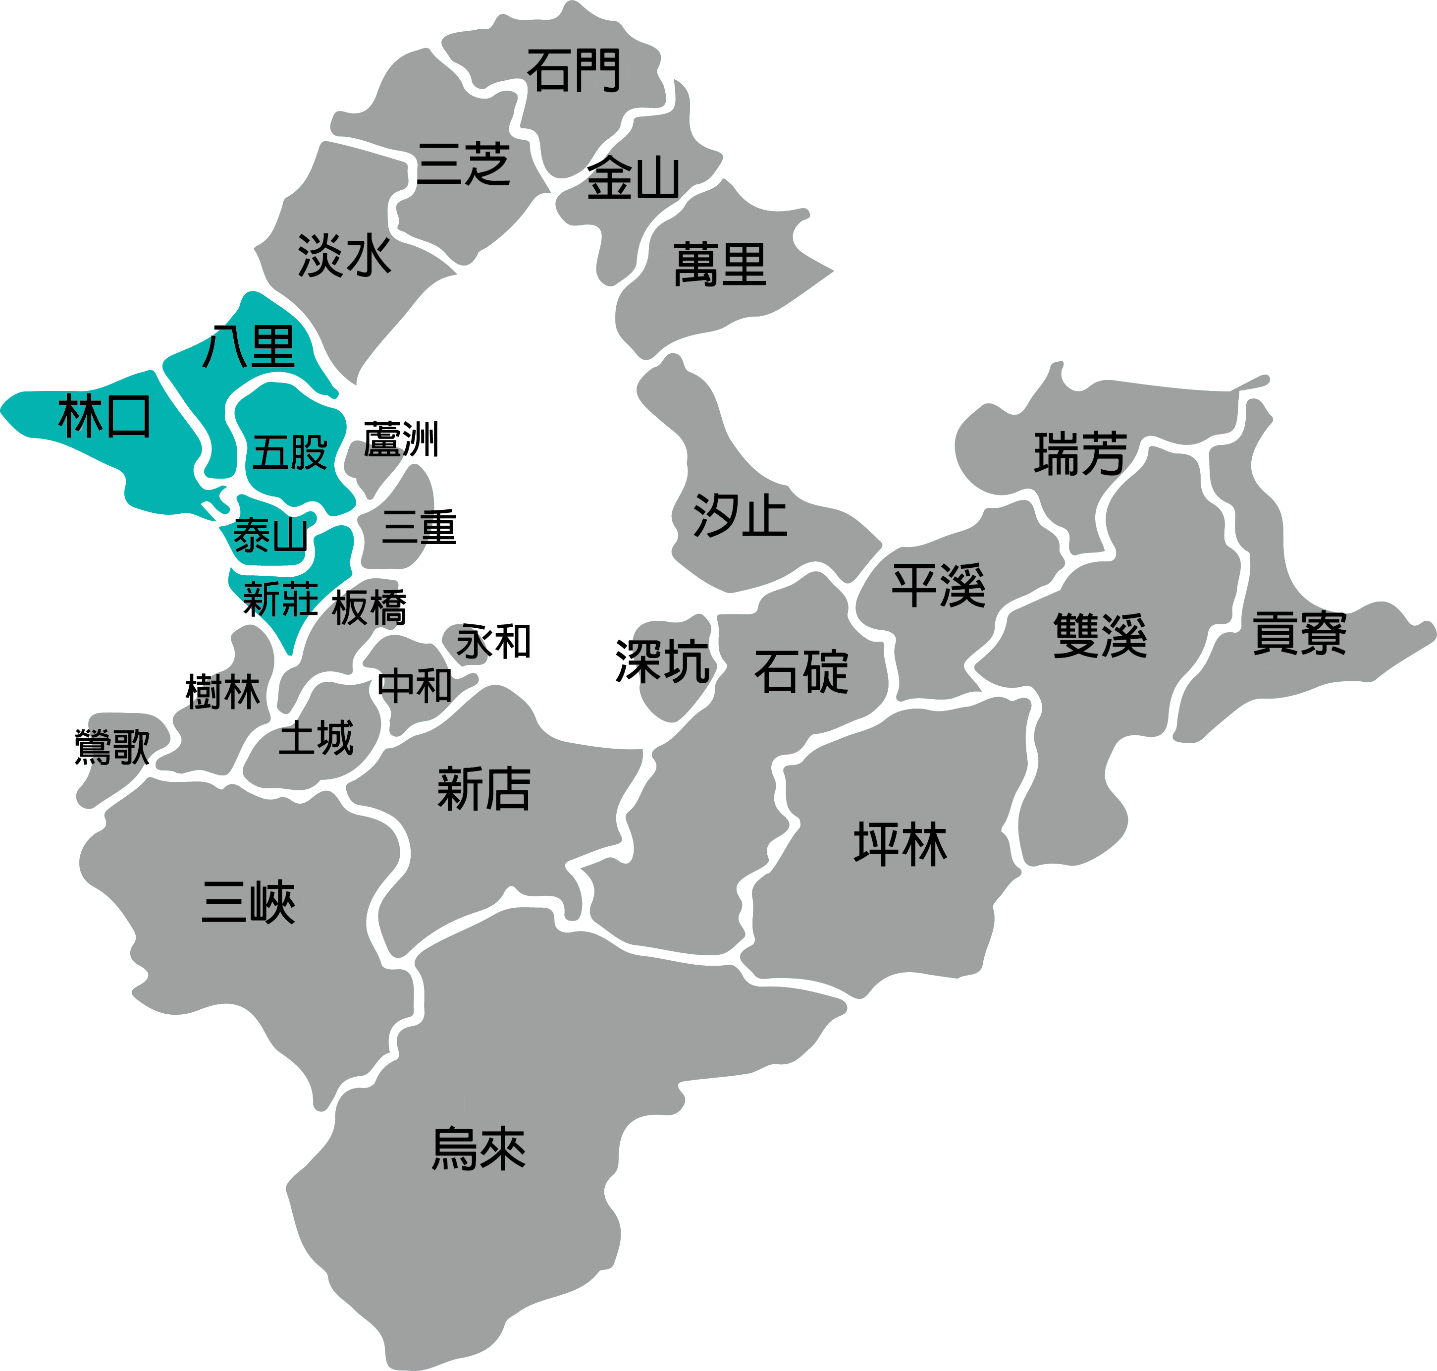 石門
三芝
金山
淡水
萬里
八里
林口
蘆洲
五股
瑞芳
汐止
三重
泰山
平溪
新莊
板橋
雙溪
貢寮
永和
深坑
石碇
中和
樹林
土城
鶯歌
新店
坪林
三峽
烏來